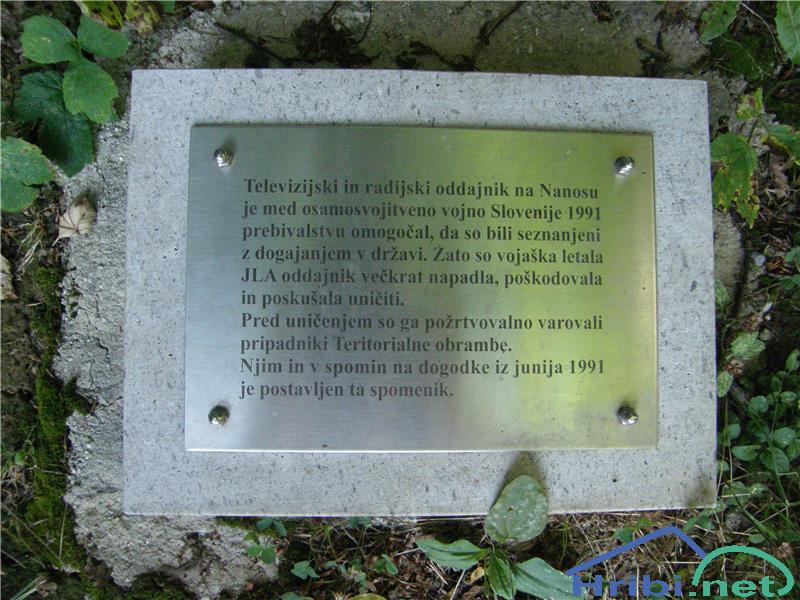 Televizijski in radijski oddajnik na Nanosu
je med osamosvojitveno vojno Slovenije 1991
prebivalstvu omogočal, da so bili seznanjeni
z dogajanjem v državi. Zato so vojaška letala
JLA oddajnik večkrat napadla, poškodovala
in poskušala uničiti.
Pred uničenjem so ga požrtvovalno varovali
pripadniki Teritorialne obrambe.
Njim in v spomin na dogodke iz junija 1991
je postavljen ta spomenik.
Hribi.net